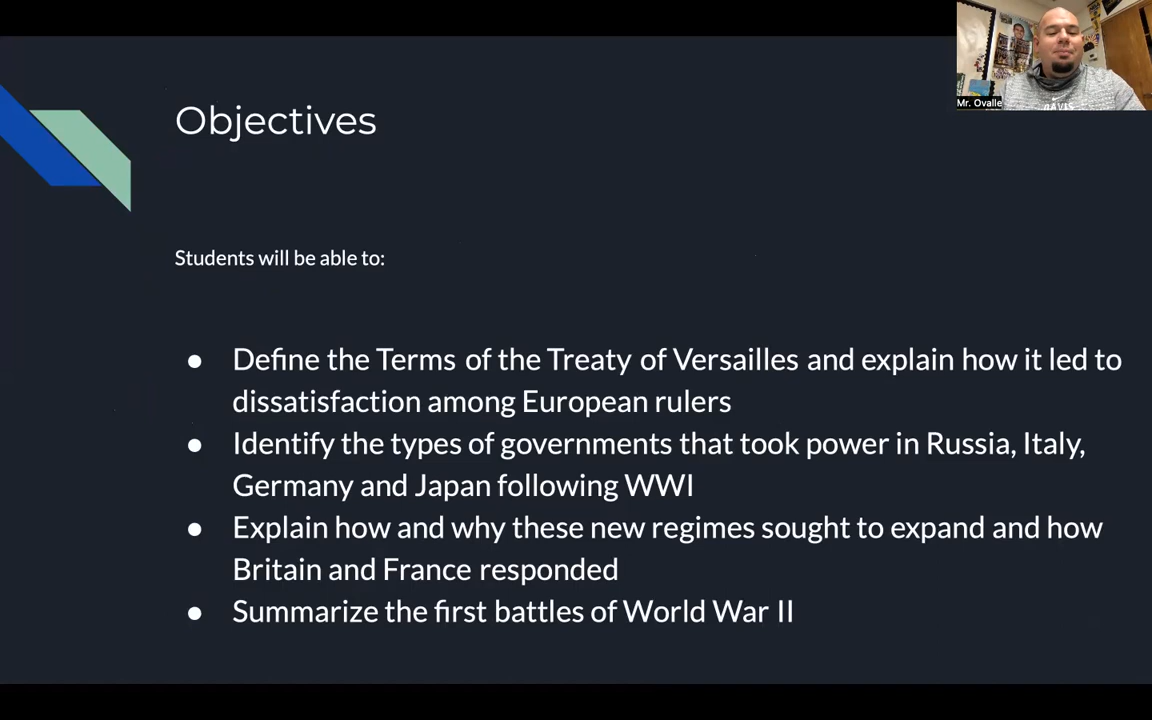 Objectives
Mr. Ovalle
Students will be able to:
● Define the Terms of the Treaty of Versailles and explain how it led to
dissatisfaction among European rulers
● Identify the types of governments that took power in Russia, Italy,
Germany and Japan following WWI
● Explain how and why these new regimes sought to expand and how
Britain and France responded
● Summarize the first battles of World War II